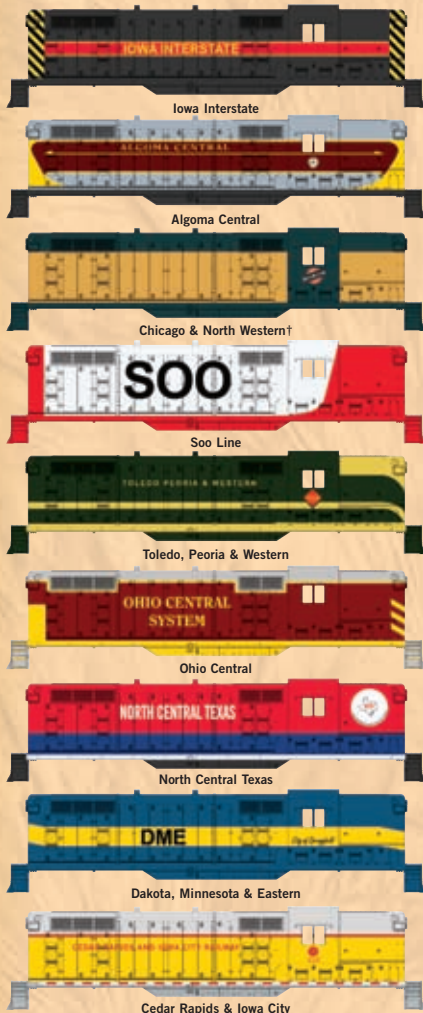 IOWA INTERSTATE
Iowa Interstate
ALGOMA CENTRAL
Algoma Central
Chicago & North Western†
SOO
Soo Line
TOLEDO PEORIA & WESTERN
Toledo, Peoria & Western
OHIO CENTRAL
SYSTEM
Ohio Central
NORTH CENTRAL TEXAS
North Central Texas
DME
Dakota, Minnesota & Eastern
CEDAR RAPIDS AND IOWA CITY RAILWAY
Cedar Rapids & Iowa City